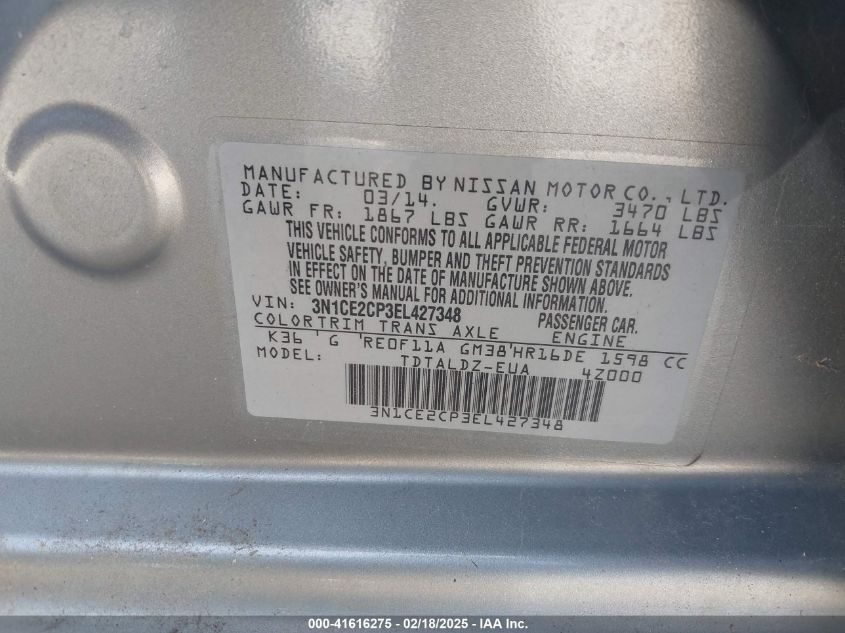 MANUFACTURED BY NISSAN MOTOR CO., LTD.
DATE: 03/14. GVWR: 3470 LBS
GAWR FR: 1867 LBS GAWR RR: 1664 LBS
THIS VEHICLE CONFORMS TO ALL APPLICABLE FEDERAL MOTOR
VEHICLE SAFETY, BUMPER AND THEFT PREVENTION STANDARDS
IN EFFECT ON THE DATE OF MANUFACTURE SHOWN ABOVE.
SEE OWNER'S MANUAL FOR ADDITIONAL INFORMATION.
VIN: 3N1CE2CP3EL427348 PASSENGER CAR.
COLORTRIM TRANS AXLE ENGINE
K36 ' G 'RE0F11A GM38'HR16DE 1598 CC
MODEL: TDTALDZ-EUA 4Z000
3N1CE2CP3EL427348
000-41616275 - 02/18/2025 - IAA Inc.